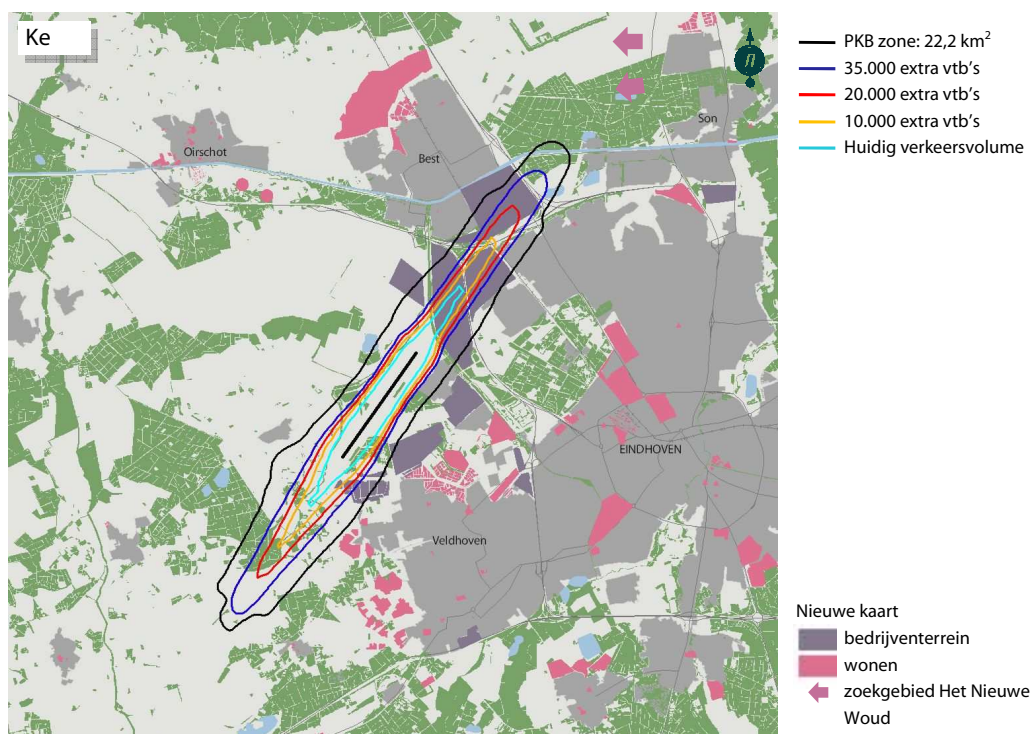 Ke
Oirschot
Best
Son
EINDHOVEN
Veldhoven
PKB zone: 22,2 km²
35.000 extra vtb's
20.000 extra vtb's
10.000 extra vtb's
Huidig verkeersvolume
Nieuwe kaart
bedrijventerrein
wonen
zoekgebied Het Nieuwe
Woud